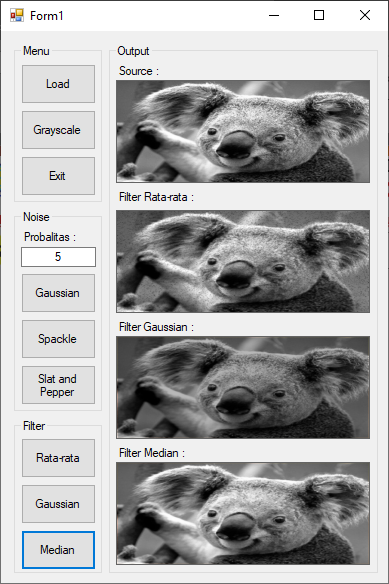 Form1
Menu
Load
Grayscale
Exit
Noise
Probalitas :
5
Gaussian
Spackle
Slat and
Pepper
Filter
Rata-rata
Gaussian
Median
Output
Source :
Filter Rata-rata :
Filter Gaussian :
Filter Median :